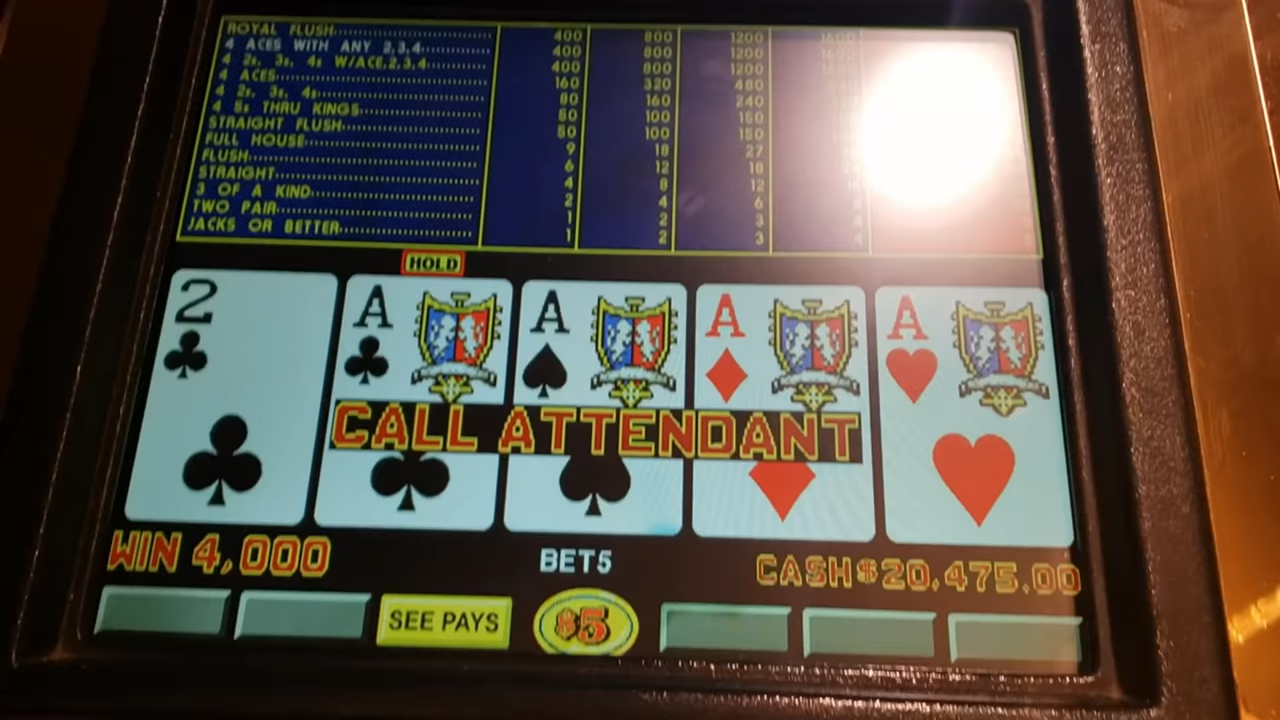 ROYAL FLUSH 400 800 1200 1600
4 ACES WITH ANY 2,3,4 400 800 1200 1600
4 2s, 3s, 4s W/ACE,2,3,4 400 800 1200
4 ACES 160 320 480
4 2s, 3s, 4s 80 160 240
4 5s THRU KINGS 50 100 150
STRAIGHT FLUSH 50 100 150
FULL HOUSE 9 18 27
FLUSH 6 12 18
STRAIGHT 4 8 12
3 OF A KIND 2 4 6
TWO PAIR 1 2 3
JACKS OR BETTER 1 2 3 4
HOLD
2 A A A A
CALL ATTENDANT
WIN 4,000 BET5 CASH $20,475.00
SEE PAYS $5